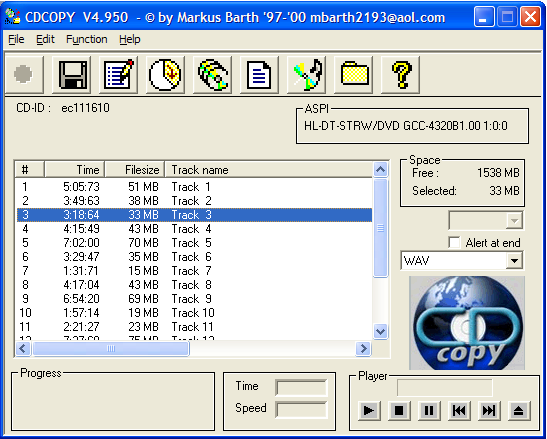 CDCOPY V4.950 - © by Markus Barth '97-'00 mbarth2193@aol.com
File Edit Function Help
CD-ID : ec111610
ASPI
HL-DT-STRW/DVD GCC-4320B1.00 1:0:0
# Time Filesize Track name
1 5:05:73 51 MB Track 1
2 3:49:63 38 MB Track 2
3 3:18:64 33 MB Track 3
4 4:15:49 43 MB Track 4
5 7:02:00 70 MB Track 5
6 3:29:47 35 MB Track 6
7 1:31:71 15 MB Track 7
8 4:17:04 43 MB Track 8
9 6:54:20 69 MB Track 9
10 1:57:14 19 MB Track 10
11 2:21:27 23 MB Track 11
Space
Free : 1538 MB
Selected: 33 MB
Alert at end
WAV
CD
copy
Progress
Time
Speed
Player